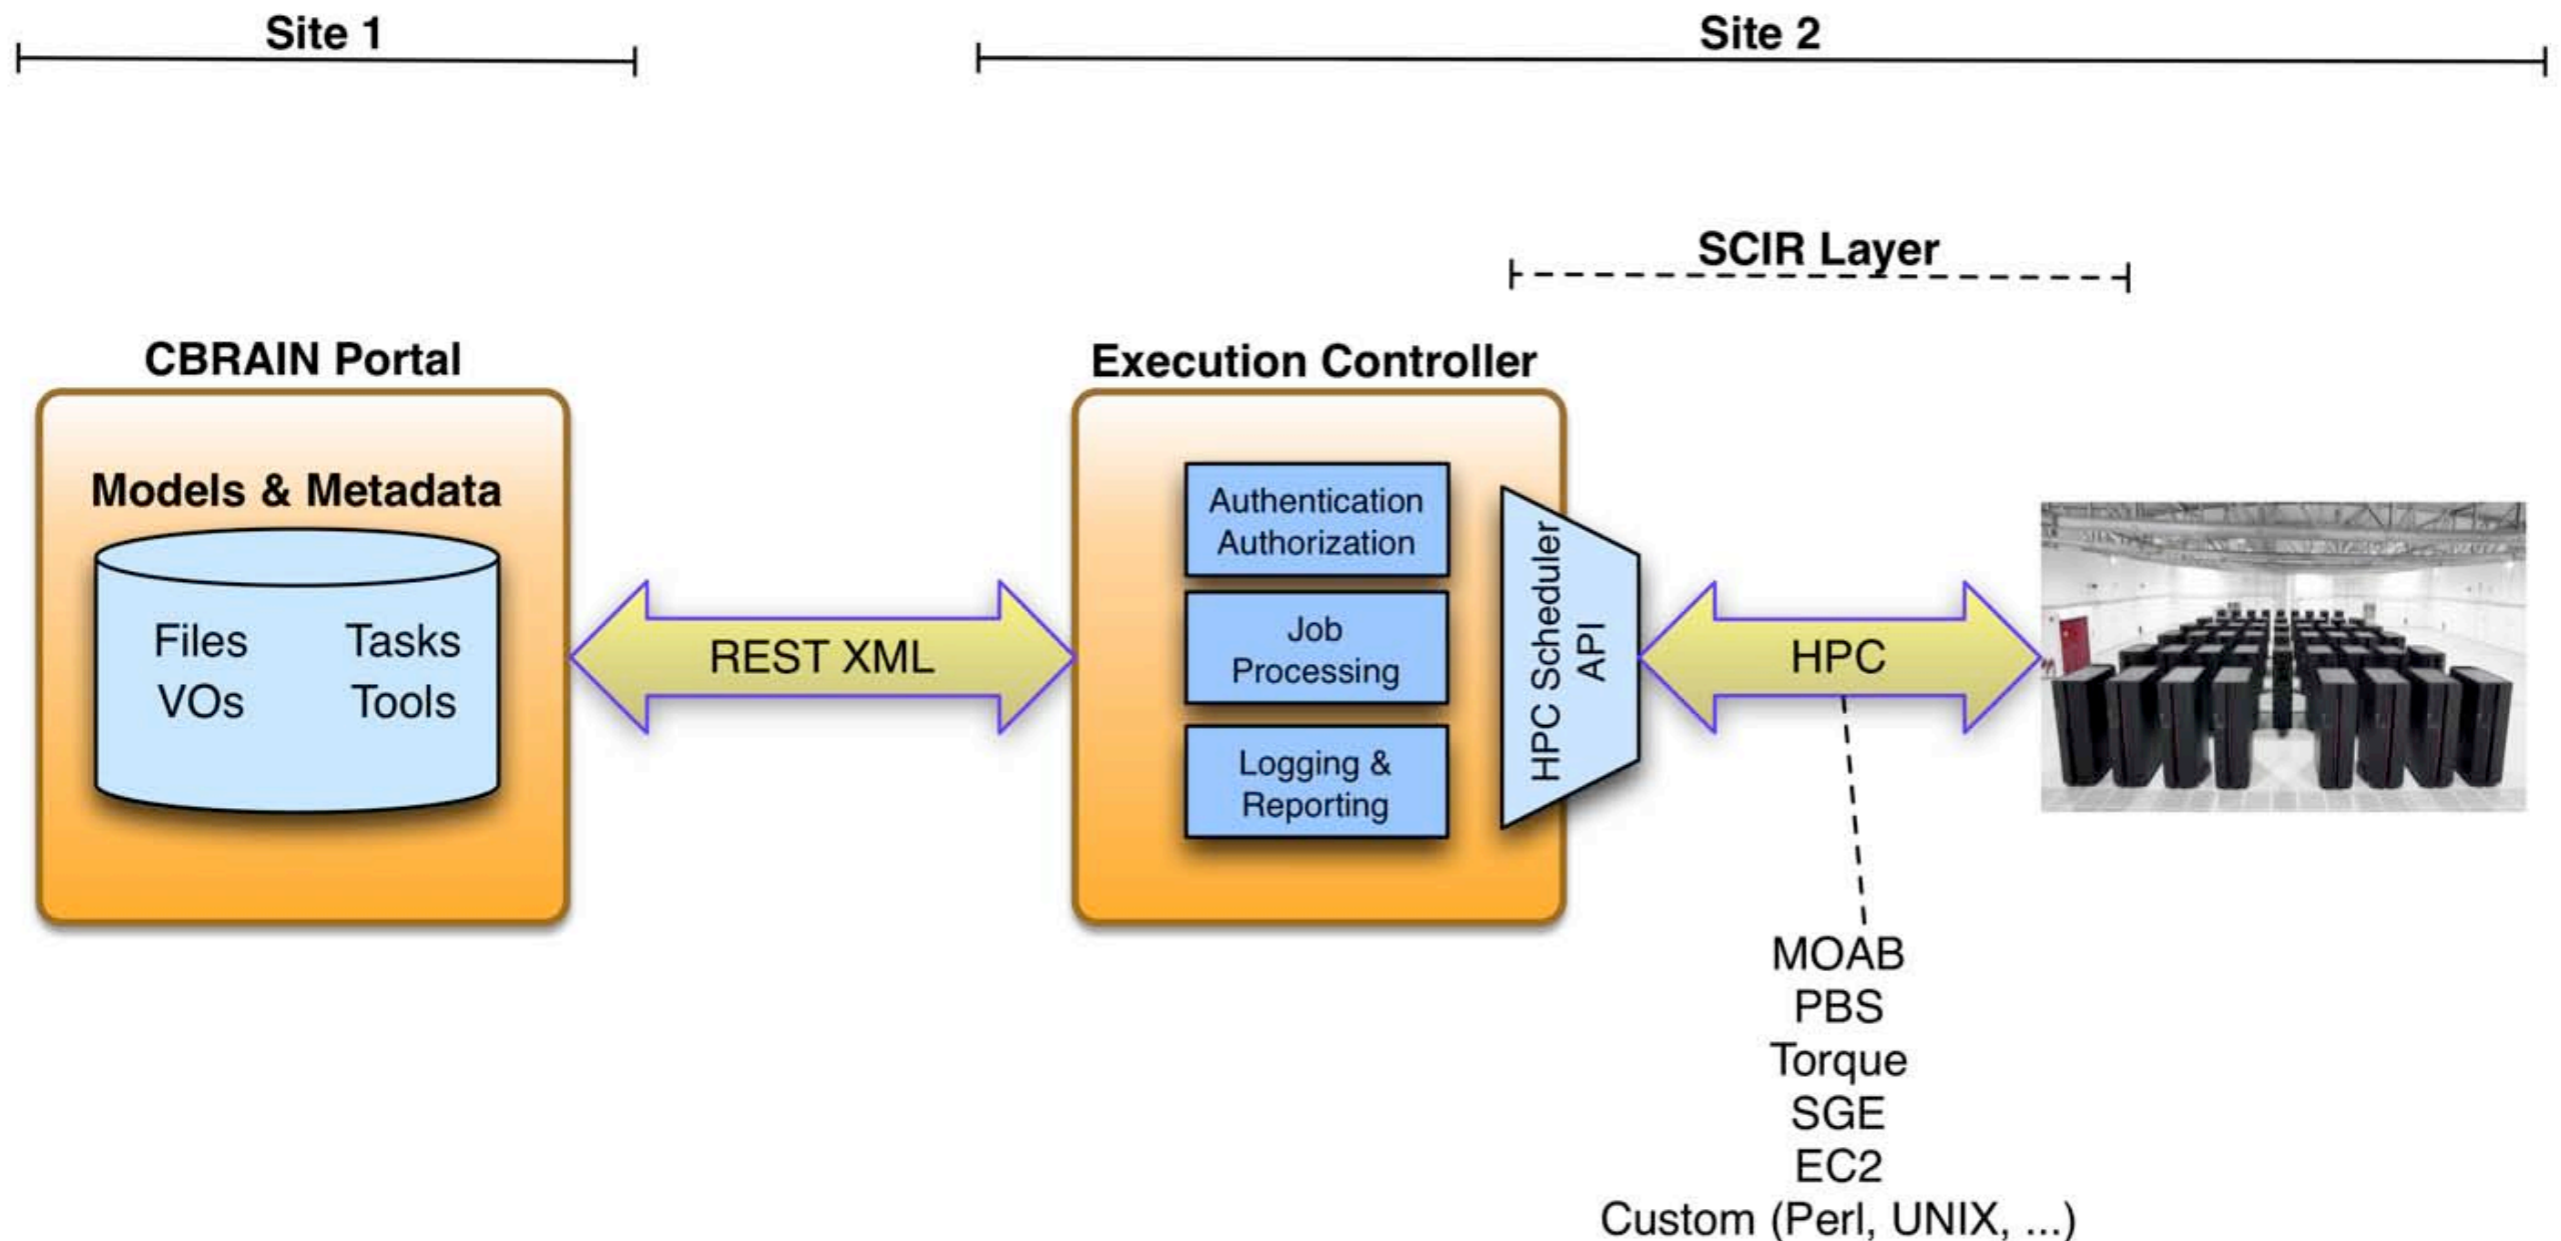 Site 1
Site 2
SCIR Layer
CBRAIN Portal
Execution Controller
Models & Metadata
Files Tasks
VOs Tools
REST XML
Authentication
Authorization
Job
Processing
Logging &
Reporting
HPC Scheduler
API
HPC
MOAB
PBS
Torque
SGE
EC2
Custom (Perl, UNIX, ...)